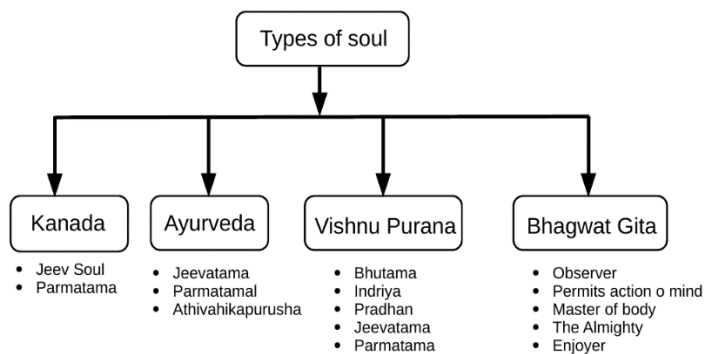 Types of soul
Kanada
• Jeev Soul
• Parmatama
Ayurveda
• Jeevatama
• Parmatamal
• Athivahikapurusha
Vishnu Purana
• Bhutama
• Indriya
• Pradhan
• Jeevatama
• Parmatama
Bhagwat Gita
• Observer
• Permits action o mind
• Master of body
• The Almighty
• Enjoyer